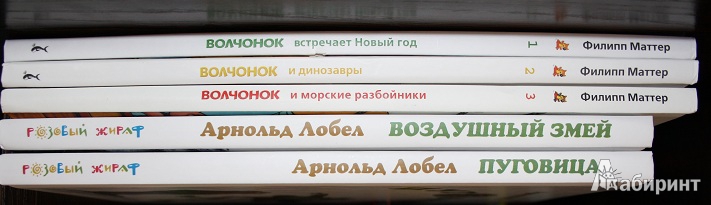 ВОЛЧОНОК встречает Новый год 1 Филипп Маттер
ВОЛЧОНОК и динозавры 2 Филипп Маттер
ВОЛЧОНОК и морские разбойники 3 Филипп Маттер
РОЗОВЫЙ ЖИРАФ Арнольд Лобел ВОЗДУШНЫЙ ЗМЕЙ
РОЗОВЫЙ ЖИРАФ Арнольд Лобел ПУГОВИЦА
Лабиринт